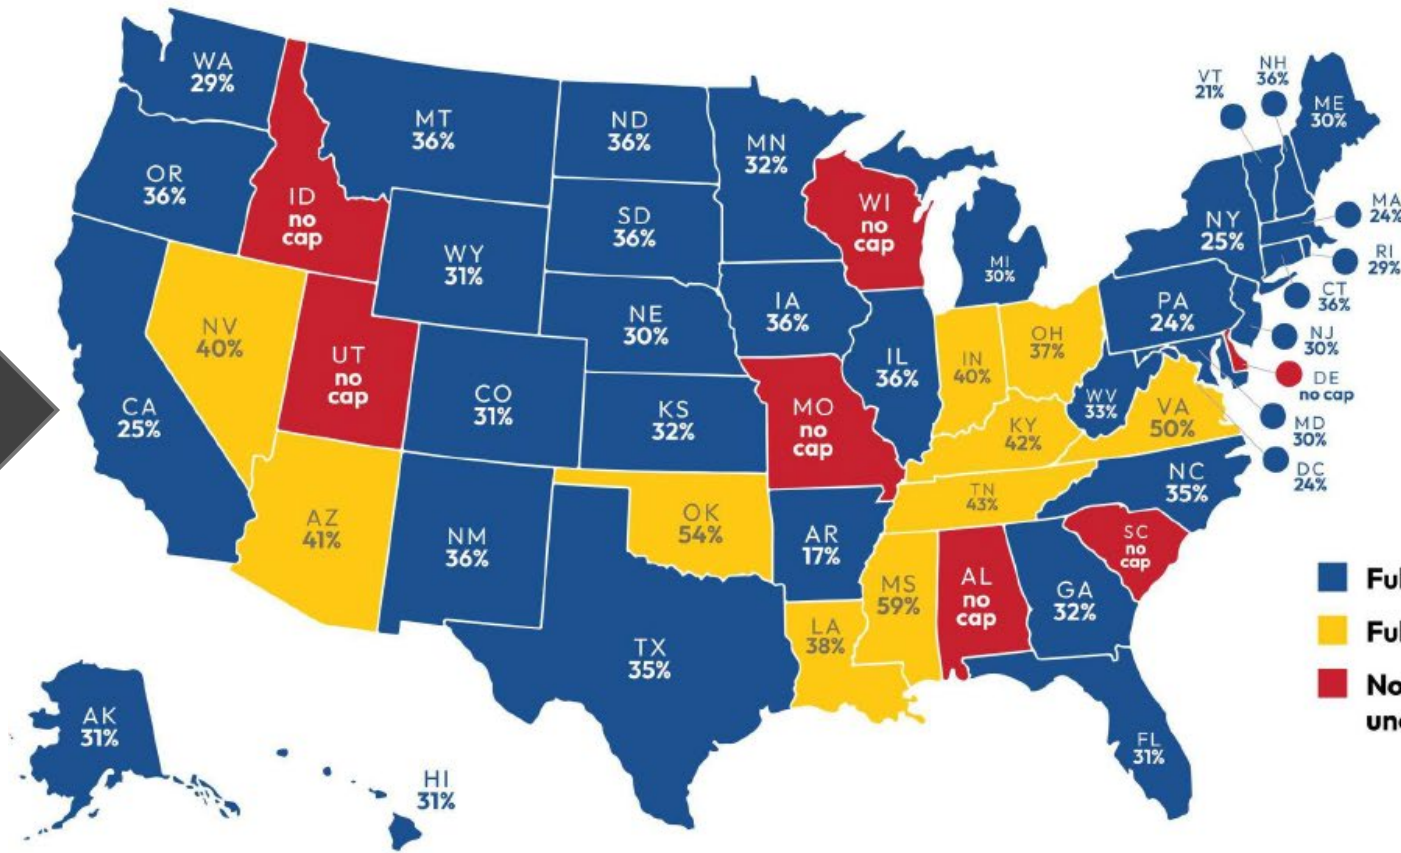 WA
29%
OR
36%
CA
25%
NV
40%
ID
no
cap
MT
36%
WY
31%
UT
no
cap
AZ
41%
CO
31%
NM
36%
ND
36%
SD
36%
NE
30%
KS
32%
OK
54%
TX
35%
MN
32%
IA
36%
MO
no
cap
AR
17%
LA
38%
WI
no
cap
IL
36%
MI
30%
IN
40%
OH
37%
KY
42%
TN
43%
MS
59%
AL
no
cap
GA
32%
FL
31%
SC
no
cap
NC
35%
VA
50%
WV
33%
PA
24%
NY
25%
VT
21%
NH
36%
ME
30%
MA
24%
RI
29%
CT
36%
NJ
30%
DE
no cap
MD
30%
DC
24%
AK
31%
HI
31%